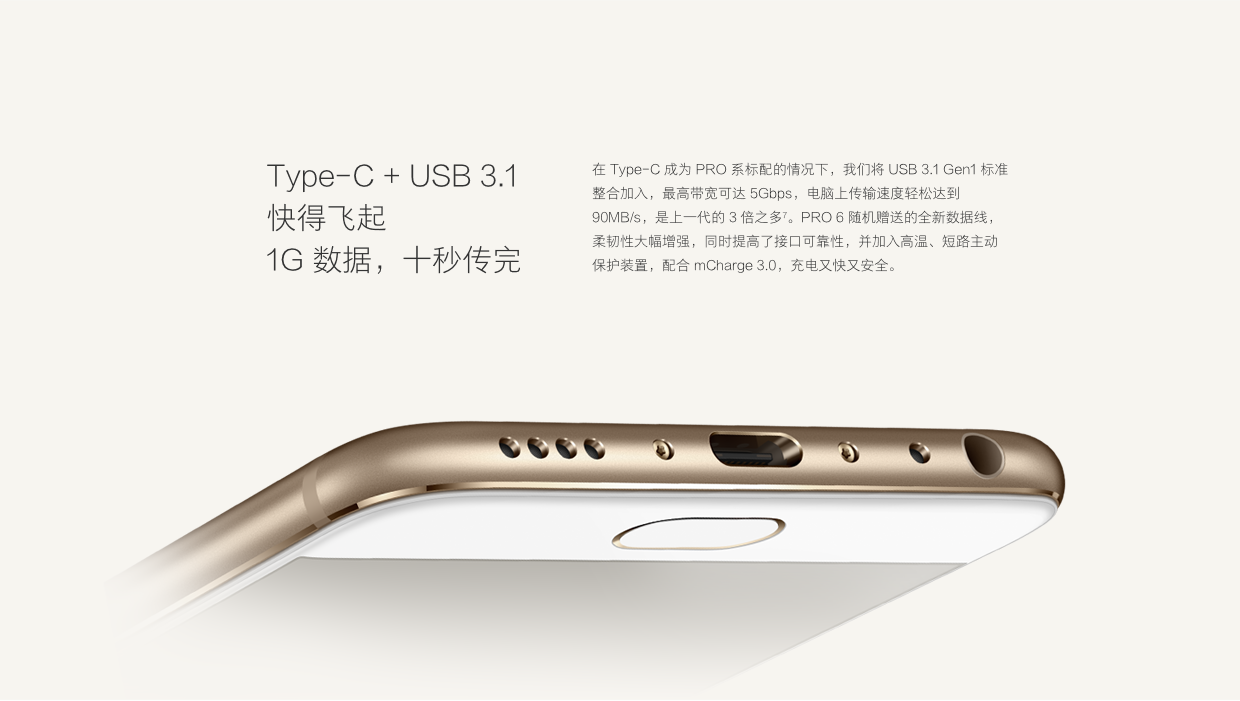 Type-C + USB 3.1
快得飞起
1G 数据，十秒传完
在 Type-C 成为 PRO 系标配的情况下，我们将 USB 3.1 Gen1 标准
整合加入，最高带宽可达 5Gbps，电脑上传输速度轻松达到
90MB/s，是上一代的 3 倍之多⁷。PRO 6 随机赠送的全新数据线，
柔韧性大幅增强，同时提高了接口可靠性，并加入高温、短路主动
保护装置，配合 mCharge 3.0，充电又快又安全。